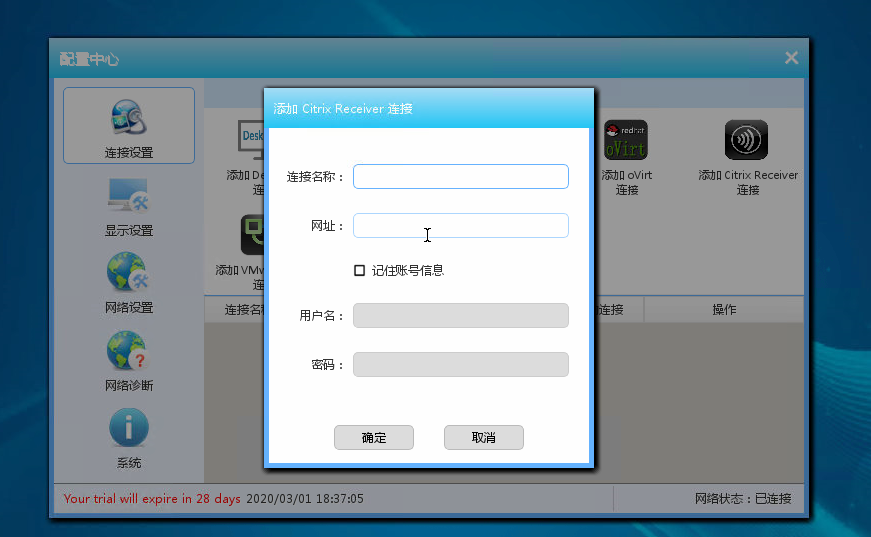 配置中心
添加 Citrix Receiver 连接
连接名称：
网址：
记住账号信息
用户名：
密码：
确定
取消
连接设置
显示设置
网络设置
网络诊断
系统
Desk
添加 De
连
redhat
oVirt
添加 oVirt
连接
添加 Citrix Receiver
连接
添加 VMw
连
连接名
连接
操作
Your trial will expire in 28 days 2020/03/01 18:37:05
网络状态：已连接